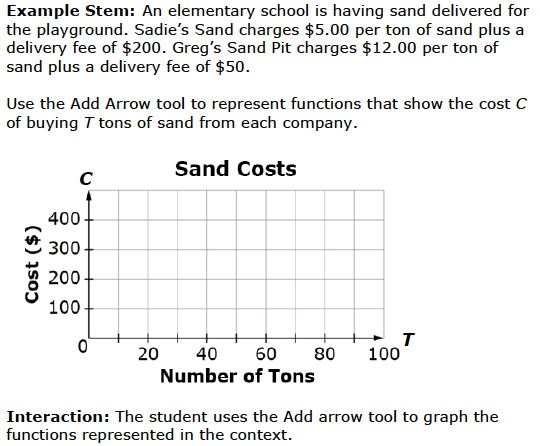 Example Stem: An elementary school is having sand delivered for
the playground. Sadie's Sand charges $5.00 per ton of sand plus a
delivery fee of $200. Greg's Sand Pit charges $12.00 per ton of
sand plus a delivery fee of $50.
Use the Add Arrow tool to represent functions that show the cost C
of buying T tons of sand from each company.
Sand Costs
C
400
300
200
100
0
Cost ($)
20 40 60 80 100
T
Number of Tons
Interaction: The student uses the Add arrow tool to graph the
functions represented in the context.